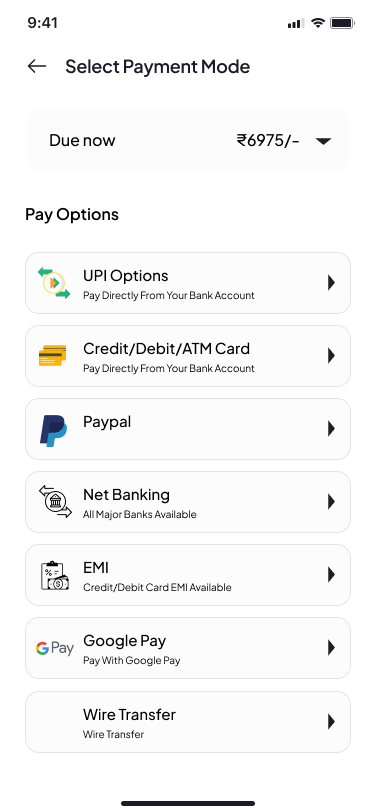 9:41
Select Payment Mode
Due now ₹6975/-
Pay Options
UPI Options
Pay Directly From Your Bank Account
Credit/Debit/ATM Card
Pay Directly From Your Bank Account
Paypal
Net Banking
All Major Banks Available
EMI
Credit/Debit Card EMI Available
G Pay
Google Pay
Pay With Google Pay
Wire Transfer
Wire Transfer